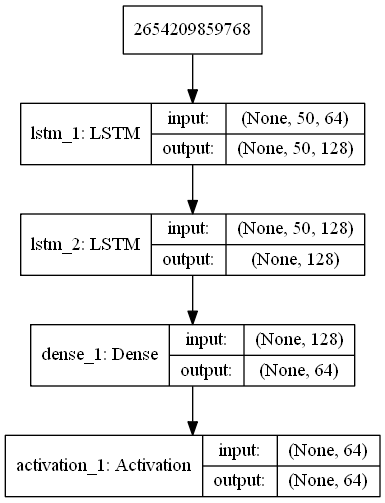 2654209859768
lstm_1: LSTM
input:
(None, 50, 64)
output:
(None, 50, 128)
lstm_2: LSTM
input:
(None, 50, 128)
output:
(None, 128)
dense_1: Dense
input:
(None, 128)
output:
(None, 64)
activation_1: Activation
input:
(None, 64)
output:
(None, 64)